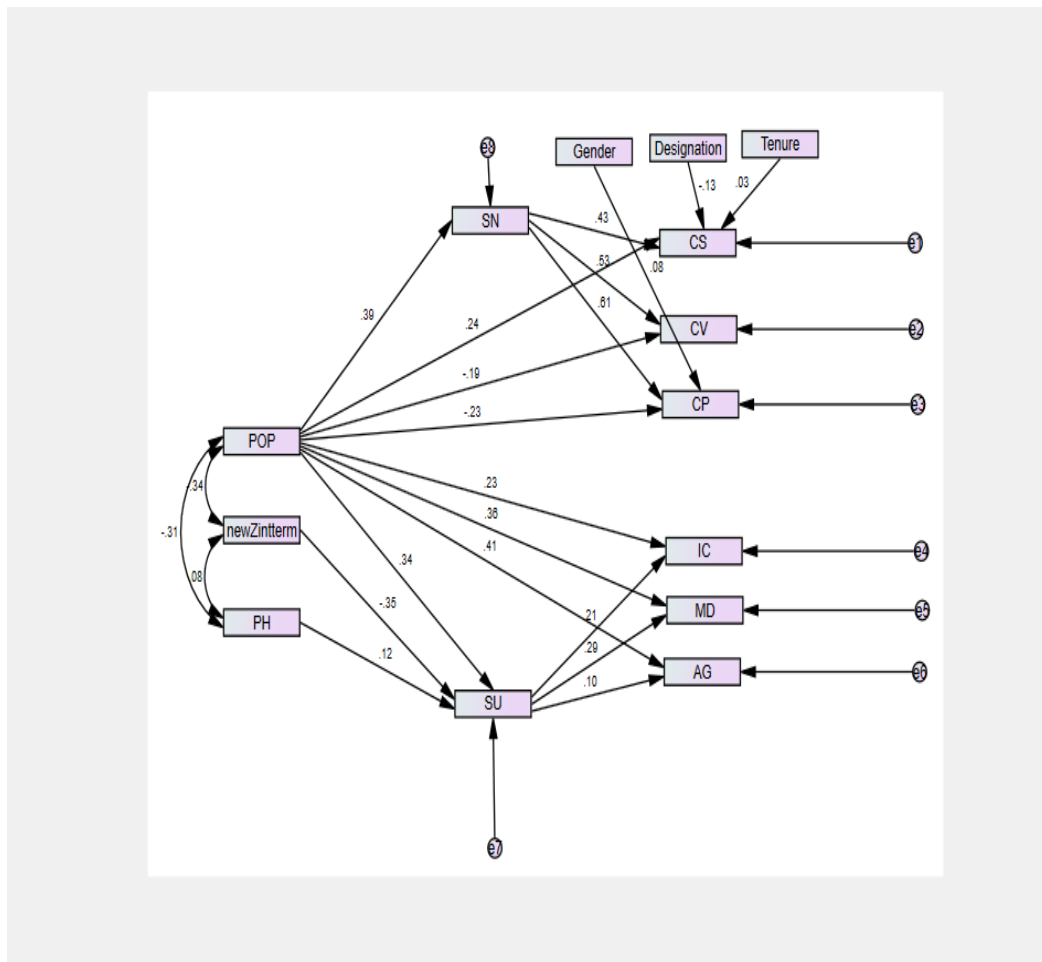 e8
Gender
Designation
Tenure
-.13
.03
SN
.43
CS
e1
.53
.08
.61
.39
.24
CV
e2
-.19
CP
e3
-.23
POP
.23
-.34
.36
-.31
newZintterm
.41
IC
e4
.34
.08
-.35
MD
e5
.21
PH
.29
.12
AG
e6
.10
SU
e7